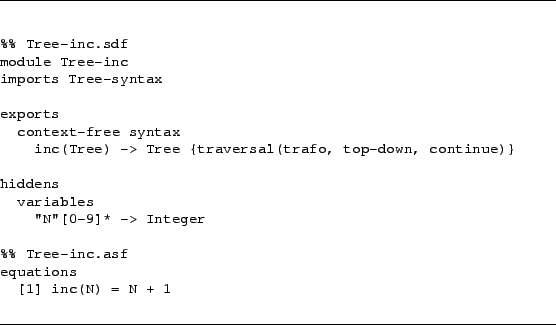 %% Tree-inc.sdf
module Tree-inc
imports Tree-syntax
exports
context-free syntax
inc(Tree) -> Tree {traversal(trafo, top-down, continue)}
hiddens
variables
"N"[0-9]* -> Integer
%% Tree-inc.asf
equations
[1] inc(N) = N + 1